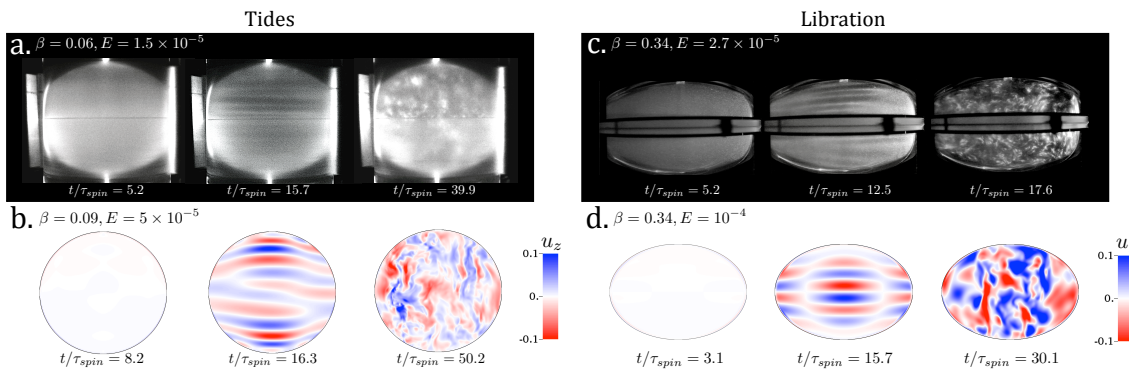 Tides
a. β = 0.06, E = 1.5 × 10⁻⁵
t/τ_spin = 5.2
t/τ_spin = 15.7
t/τ_spin = 39.9
b. β = 0.09, E = 5 × 10⁻⁵
u_z
0.1
0.
-0.1
t/τ_spin = 8.2
t/τ_spin = 16.3
t/τ_spin = 50.2
Libration
c. β = 0.34, E = 2.7 × 10⁻⁵
t/τ_spin = 5.2
t/τ_spin = 12.5
t/τ_spin = 17.6
d. β = 0.34, E = 10⁻⁴
u
0.1
0.
-0.1
t/τ_spin = 3.1
t/τ_spin = 15.7
t/τ_spin = 30.1